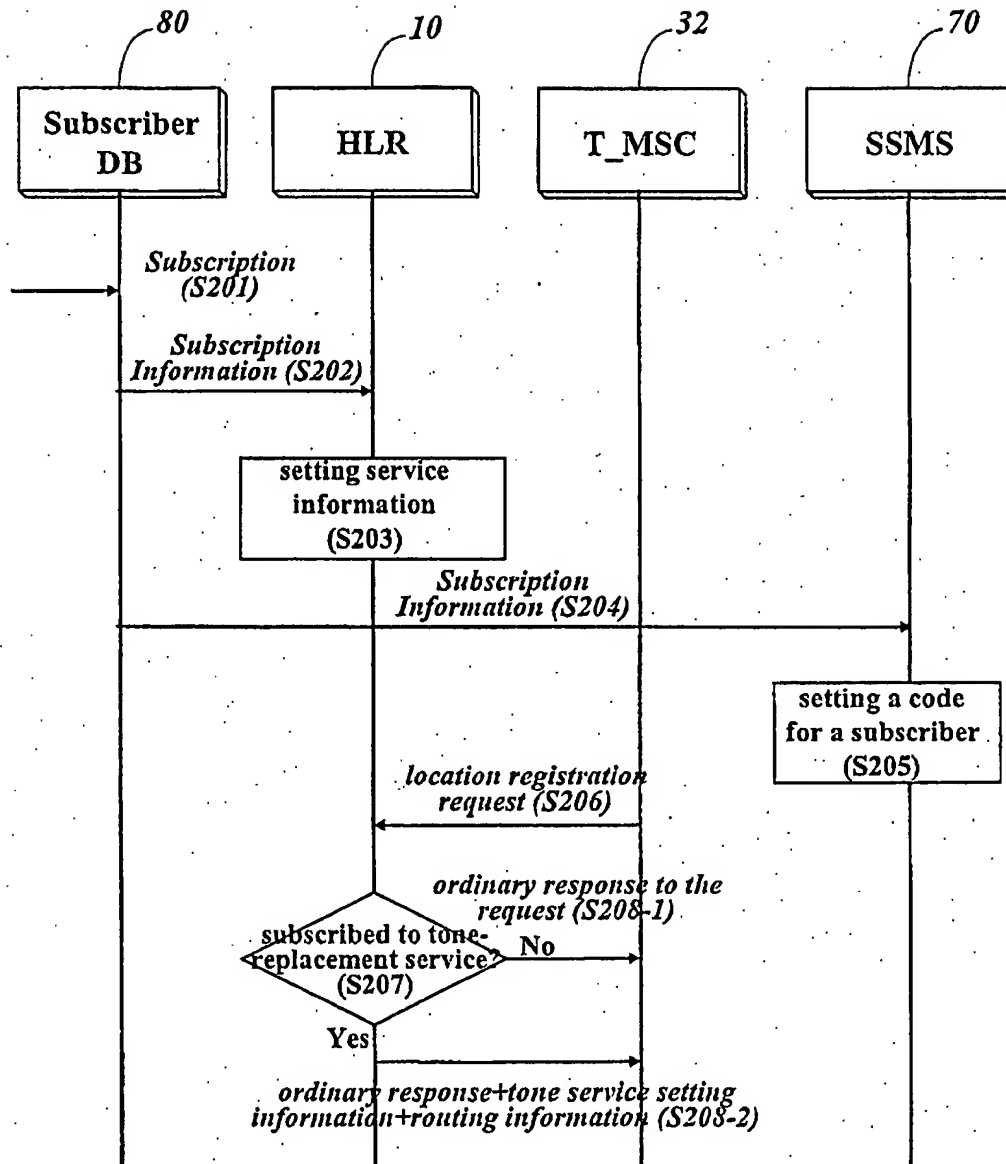 80
10
32
70
Subscriber
DB
HLR
T_MSC
SSMS
Subscription
(S201)
Subscription
Information (S202)
setting service
information
(S203)
Subscription
Information (S204)
setting a code
for a subscriber
(S205)
location registration
request (S206)
ordinary response to the
request (S208-1)
subscribed to tone-
replacement service?
(S207)
No
Yes
ordinary response+tone service setting
information+routing information (S208-2)